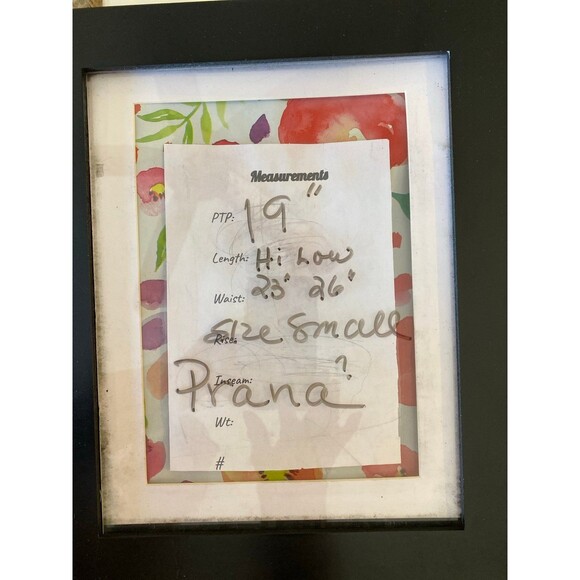 Measurements
PTP: 19"
Length: Hi Low
Waist: 23" 26"
Rise: Size Small
Inseam: Prana?
Wt:
#